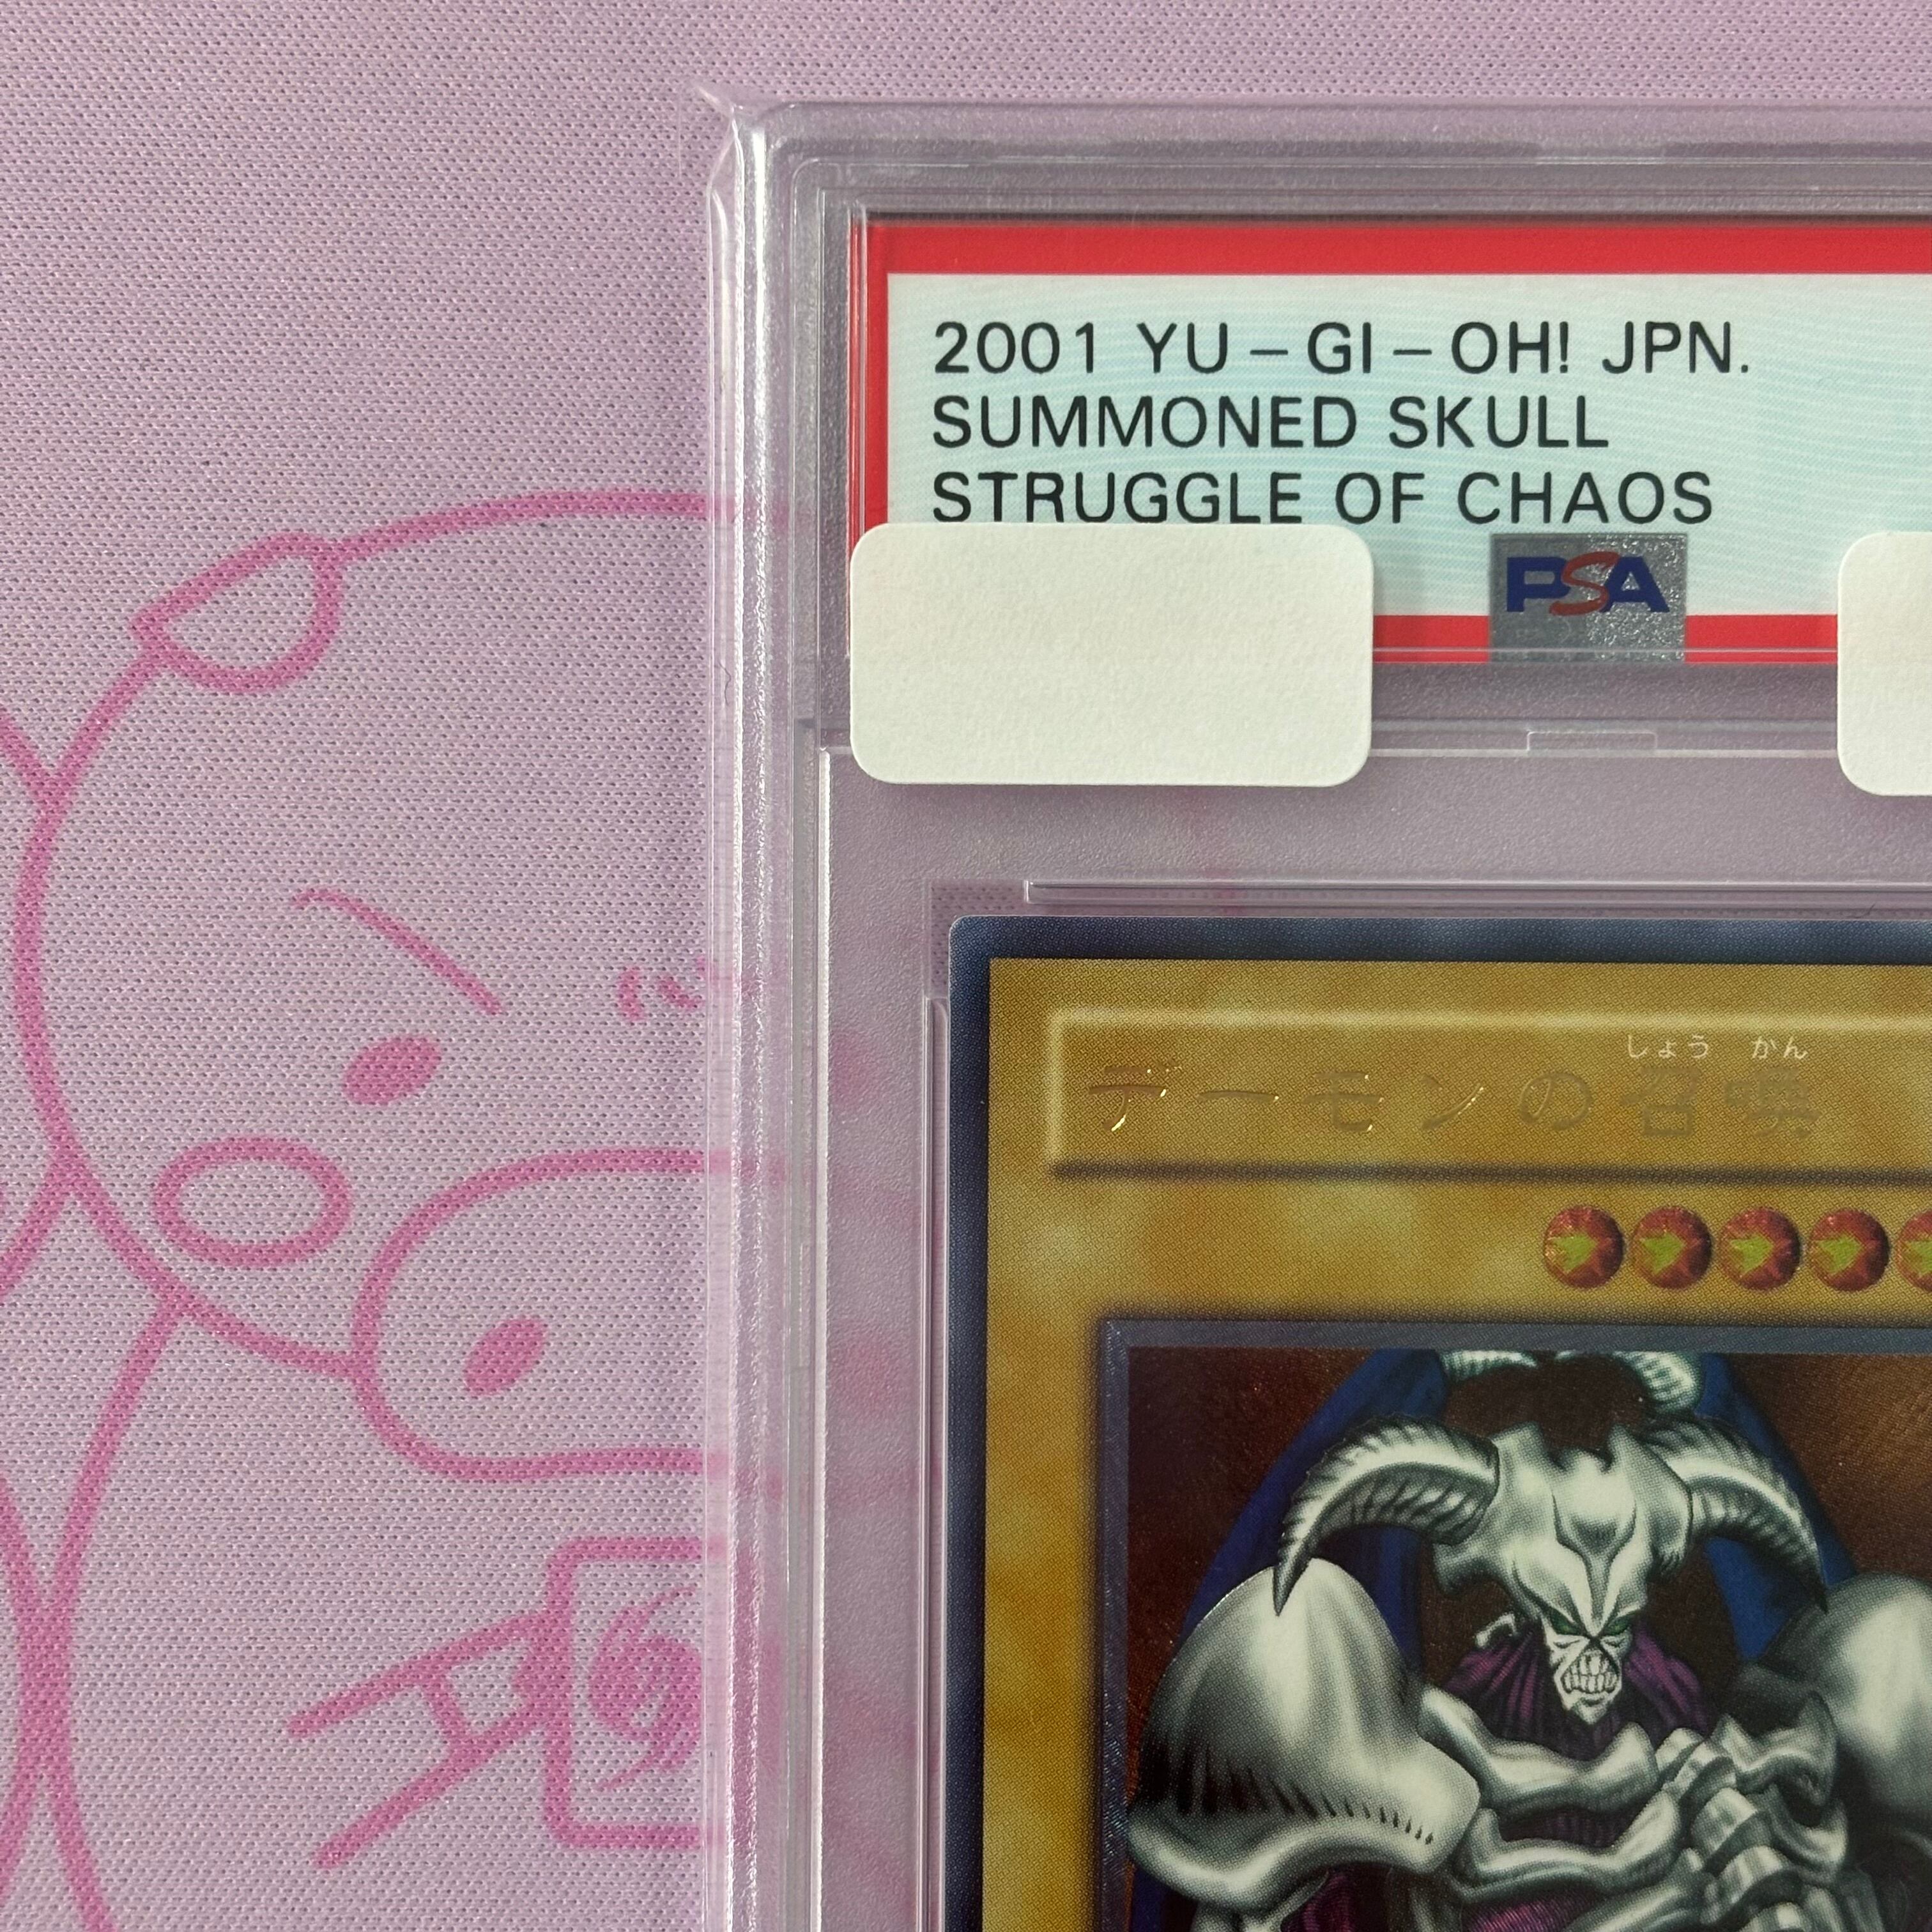 2001 YU-GI-OH! JPN.
SUMMONED SKULL
STRUGGLE OF CHAOS
PSA
しょう かん
デーモンの召喚